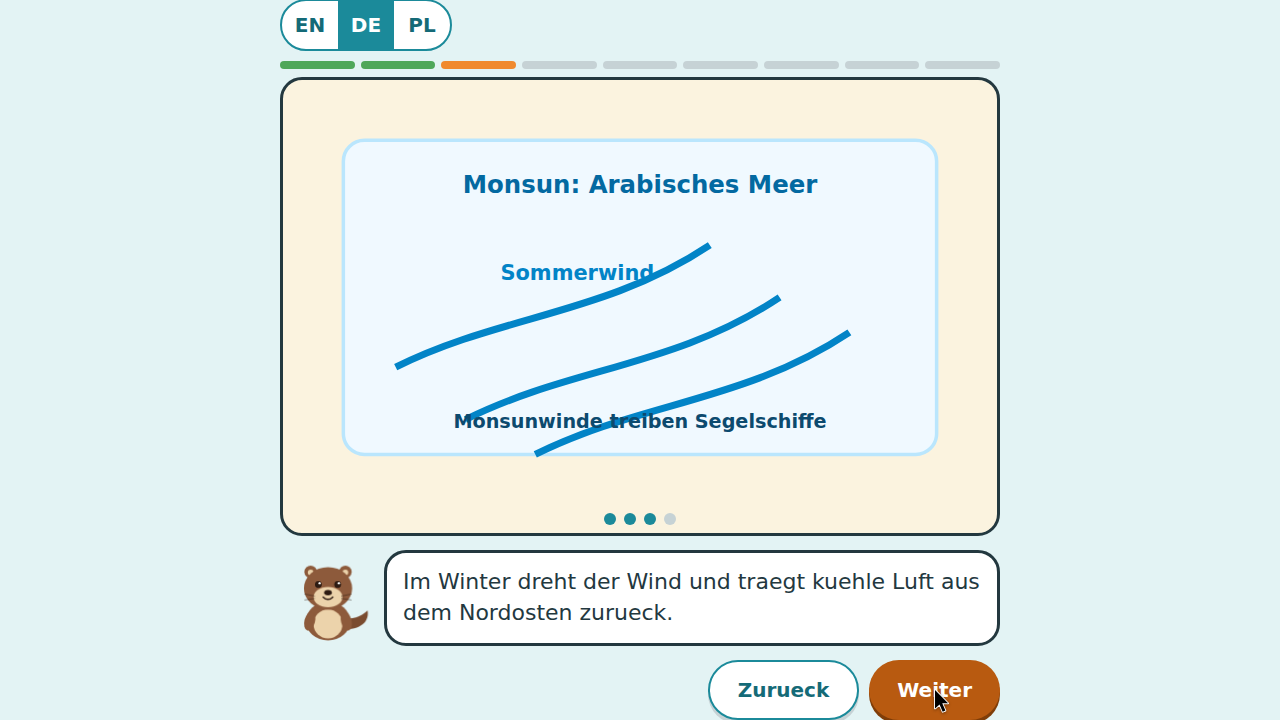 EN DE PL
Monsun: Arabisches Meer
Sommerwind
Monsunwinde treiben Segelschiffe
Im Winter dreht der Wind und traegt kuehle Luft aus
dem Nordosten zurueck.
Zurueck Weiter